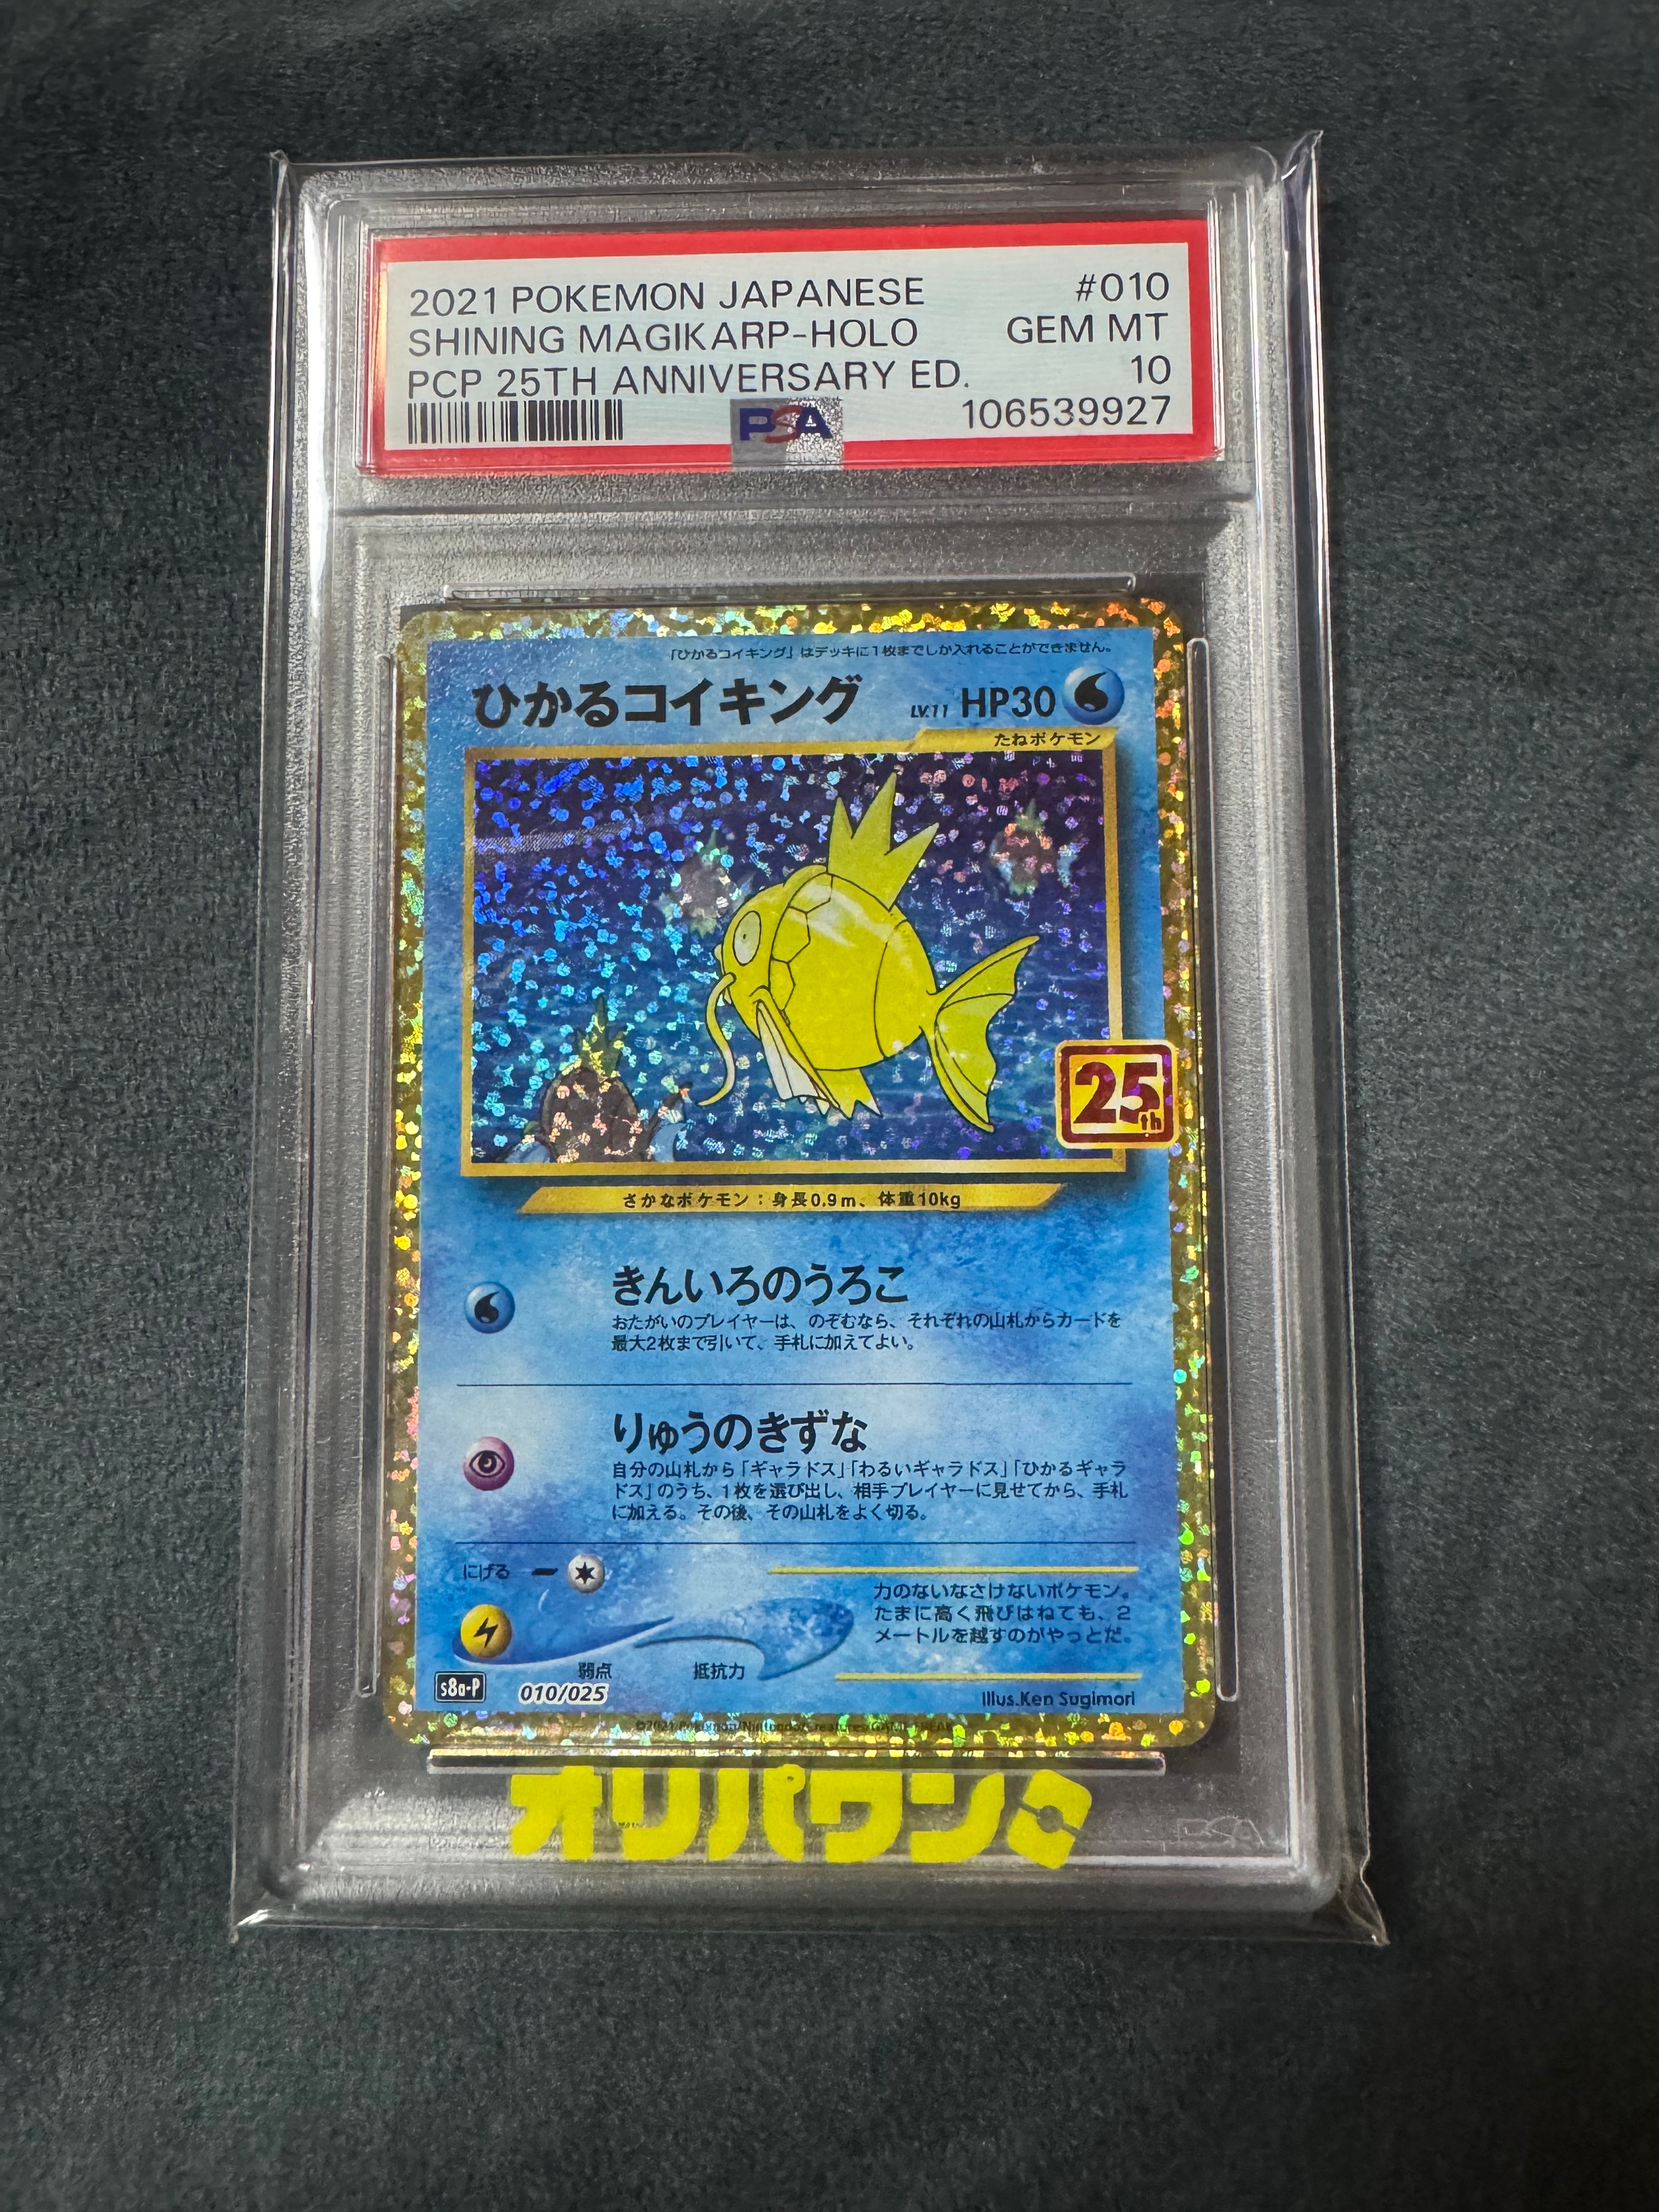 2021 POKEMON JAPANESE #010
SHINING MAGIKARP-HOLO GEM MT
PCP 25TH ANNIVERSARY ED. 10
PSA 106539927
「ひかるコイキング」はデッキに1枚までしか入れることができません。
ひかるコイキング LV.11 HP30
たねポケモン
25th
さかなポケモン：身長0.9m、体重10kg
きんいろのうろこ
おたがいのプレイヤーは、のぞむなら、それぞれの山札からカードを
最大2枚まで引いて、手札に加えてよい。
りゅうのきずな
自分の山札から「ギャラドス」「わるいギャラドス」「ひかるギャラ
ドス」のうち、1枚を選び出し、相手プレイヤーに見せてから、手札
に加える。その後、その山札をよく切る。
にげる
力のないなさけないポケモン。
たまに高く飛びはねても、2
メートルを越すのがやっとだ。
弱点 抵抗力
s8a-P 010/025 Illus.Ken Sugimori
©2021 Pokémon/Nintendo/Creatures/GAME FREAK
オリパワン
PSA